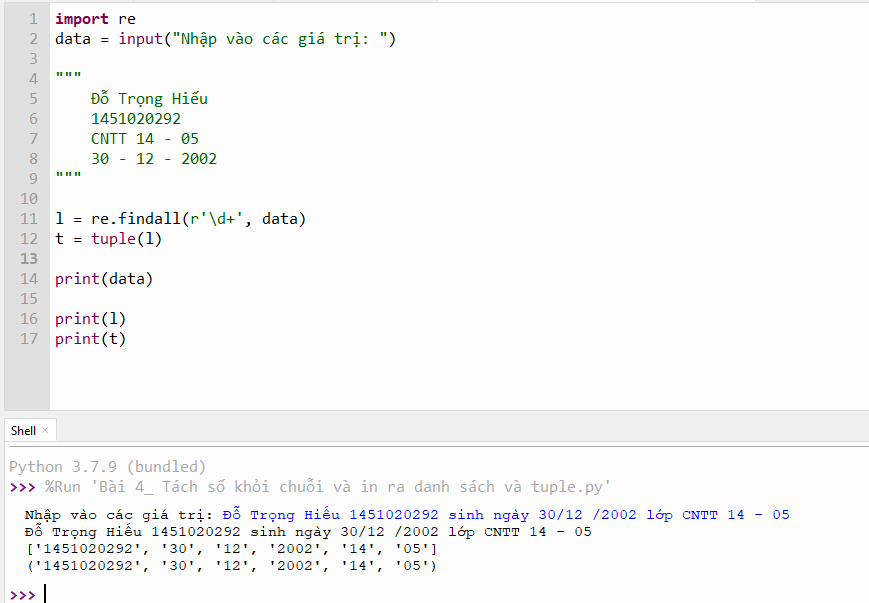 1 import re
2 data = input("Nhập vào các giá trị: ")
3
4 """
5 Đỗ Trọng Hiếu
6 1451020292
7 CNTT 14 - 05
8 30 - 12 - 2002
9 """
10
11 l = re.findall(r'\d+', data)
12 t = tuple(l)
13
14 print(data)
15
16 print(l)
17 print(t)
Shell ×
Python 3.7.9 (bundled)
>>> %Run 'Bài 4_ Tách số khỏi chuỗi và in ra danh sách và tuple.py'
Nhập vào các giá trị: Đỗ Trọng Hiếu 1451020292 sinh ngày 30/12 /2002 lớp CNTT 14 - 05
Đỗ Trọng Hiếu 1451020292 sinh ngày 30/12 /2002 lớp CNTT 14 - 05
['1451020292', '30', '12', '2002', '14', '05']
('1451020292', '30', '12', '2002', '14', '05')
>>>